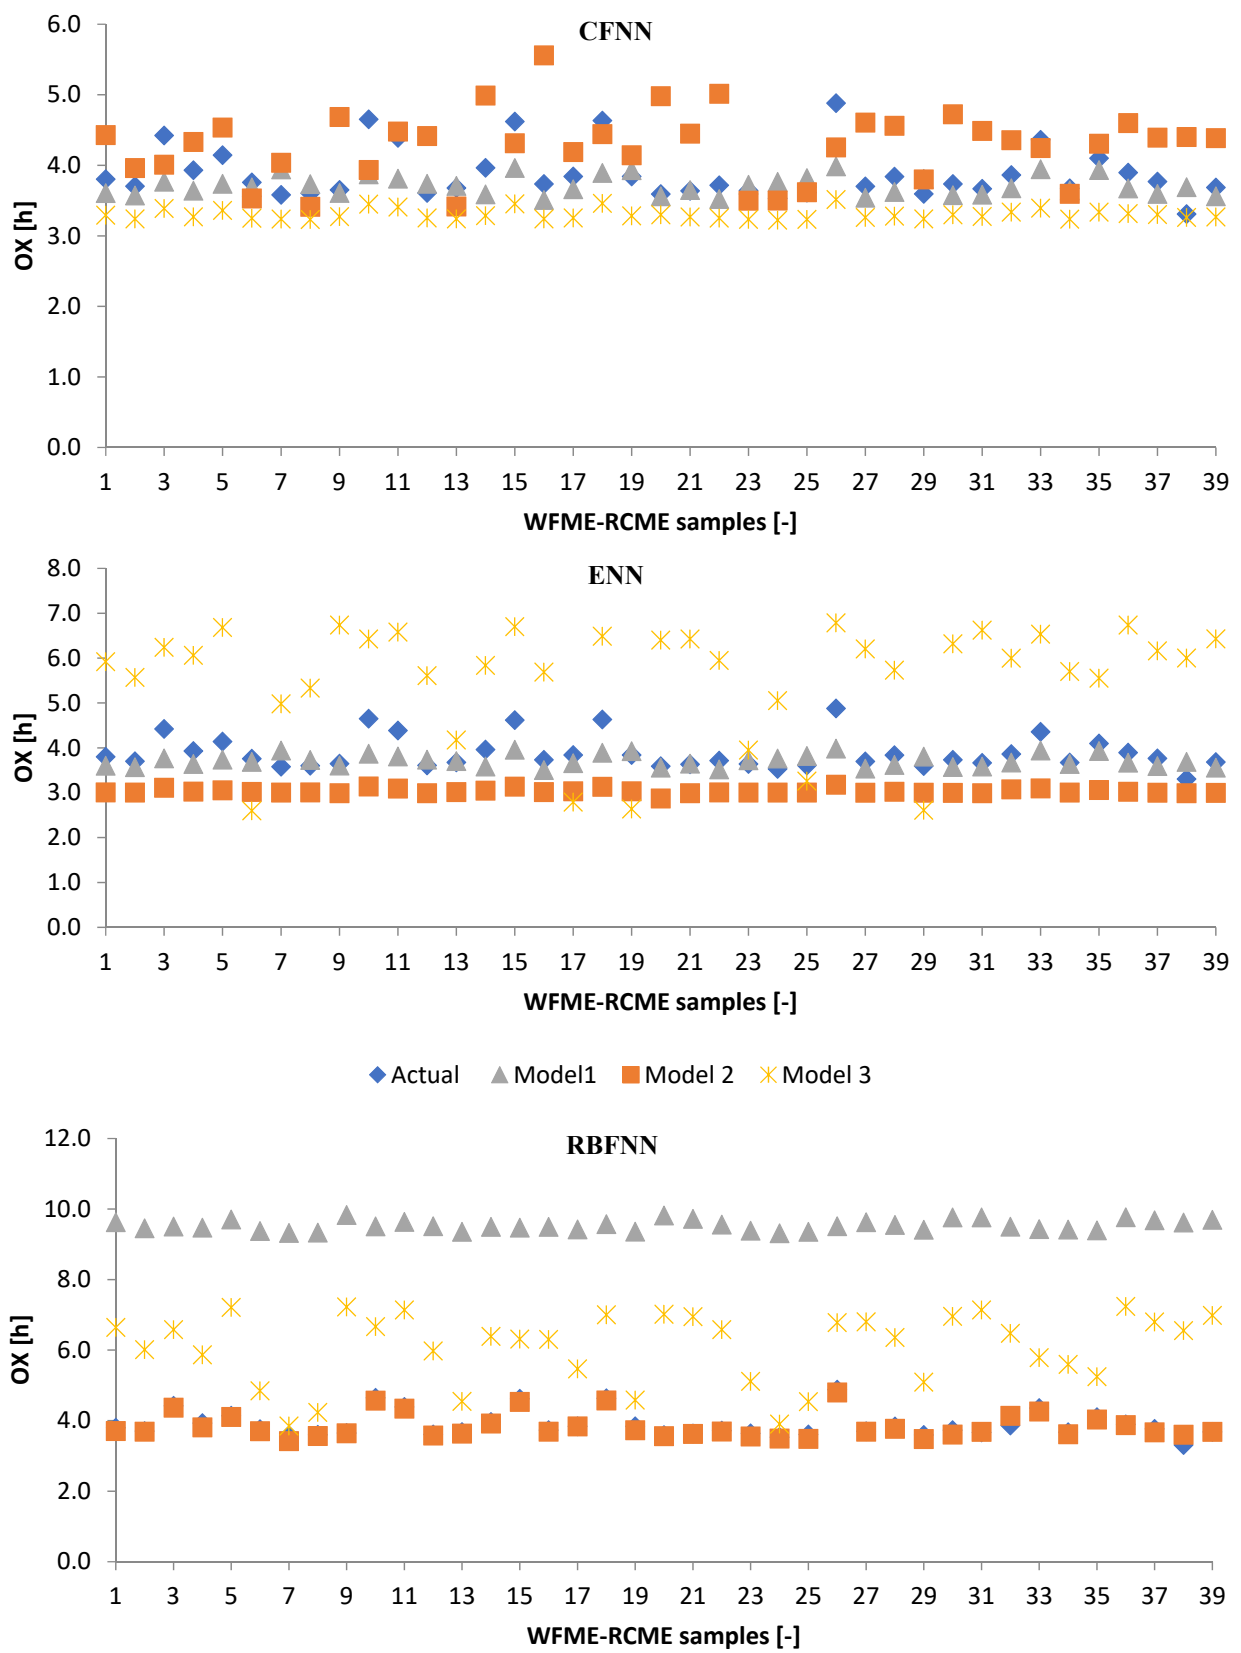 CFNN
OX [h]
6.0
5.0
4.0
3.0
2.0
1.0
0.0
1 3 5 7 9 11 13 15 17 19 21 23 25 27 29 31 33 35 37 39
WFME-RCME samples [-]
ENN
OX [h]
8.0
7.0
6.0
5.0
4.0
3.0
2.0
1.0
0.0
1 3 5 7 9 11 13 15 17 19 21 23 25 27 29 31 33 35 37 39
WFME-RCME samples [-]
Actual Model1 Model 2 Model 3
RBFNN
OX [h]
12.0
10.0
8.0
6.0
4.0
2.0
0.0
1 3 5 7 9 11 13 15 17 19 21 23 25 27 29 31 33 35 37 39
WFME-RCME samples [-]